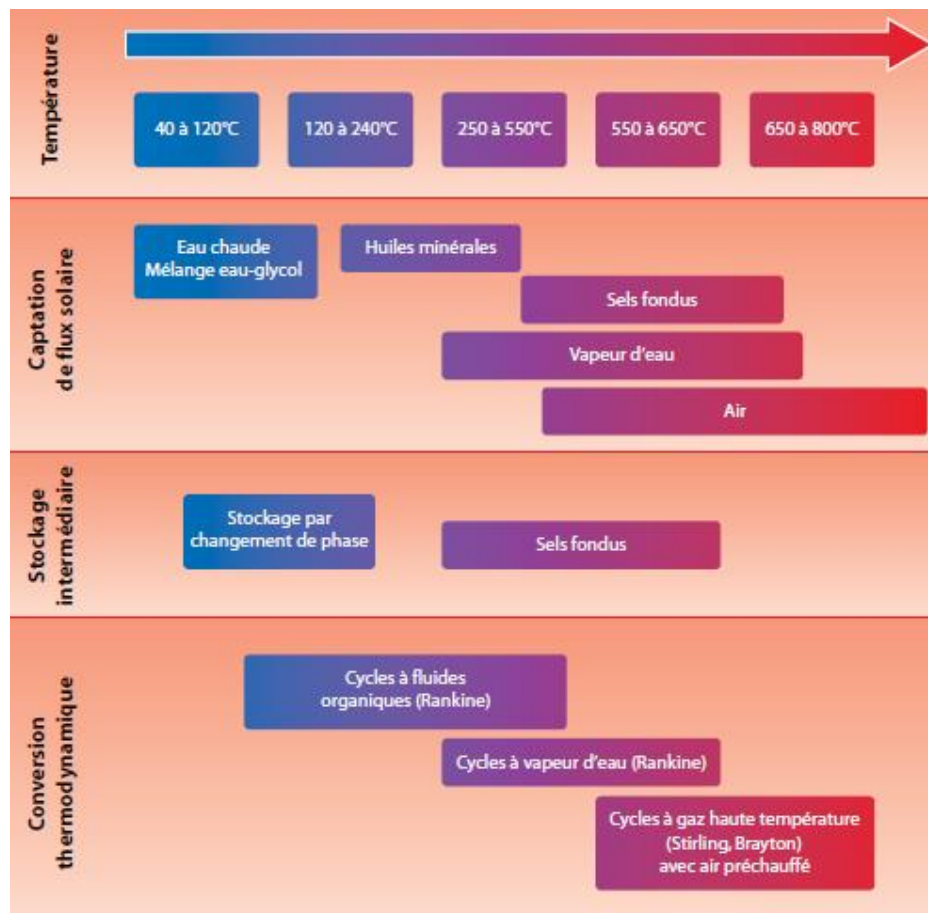 Température
40 à 120°C
120 à 240°C
250 à 550°C
550 à 650°C
650 à 800°C
Captation
de flux solaire
Eau chaude
Mélange eau-glycol
Huiles minérales
Sels fondus
Vapeur d'eau
Air
Stockage
intermédiaire
Stockage par
changement de phase
Sels fondus
Conversion
thermodynamique
Cycles à fluides
organiques (Rankine)
Cycles à vapeur d'eau (Rankine)
Cycles à gaz haute température
(Stirling, Brayton)
avec air préchauffé